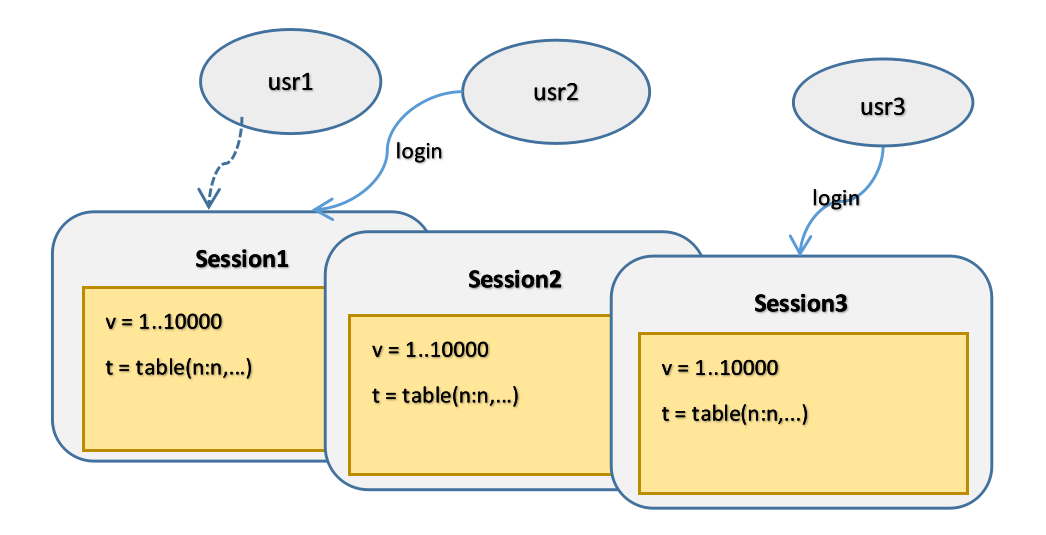 usr1
usr2
usr3
login
login
Session1
v = 1..10000
t = table(n:n,...)
Session2
v = 1..10000
t = table(n:n,...)
Session3
v = 1..10000
t = table(n:n,...)